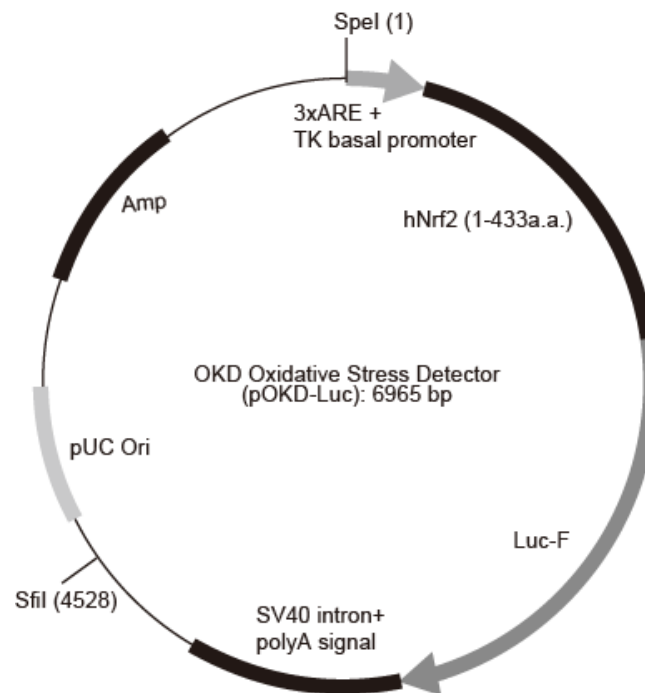 SpeI (1)
3xARE +
TK basal promoter
Amp
hNrf2 (1-433a.a.)
OKD Oxidative Stress Detector
(pOKD-Luc): 6965 bp
pUC Ori
Luc-F
SfiI (4528)
SV40 intron+
polyA signal